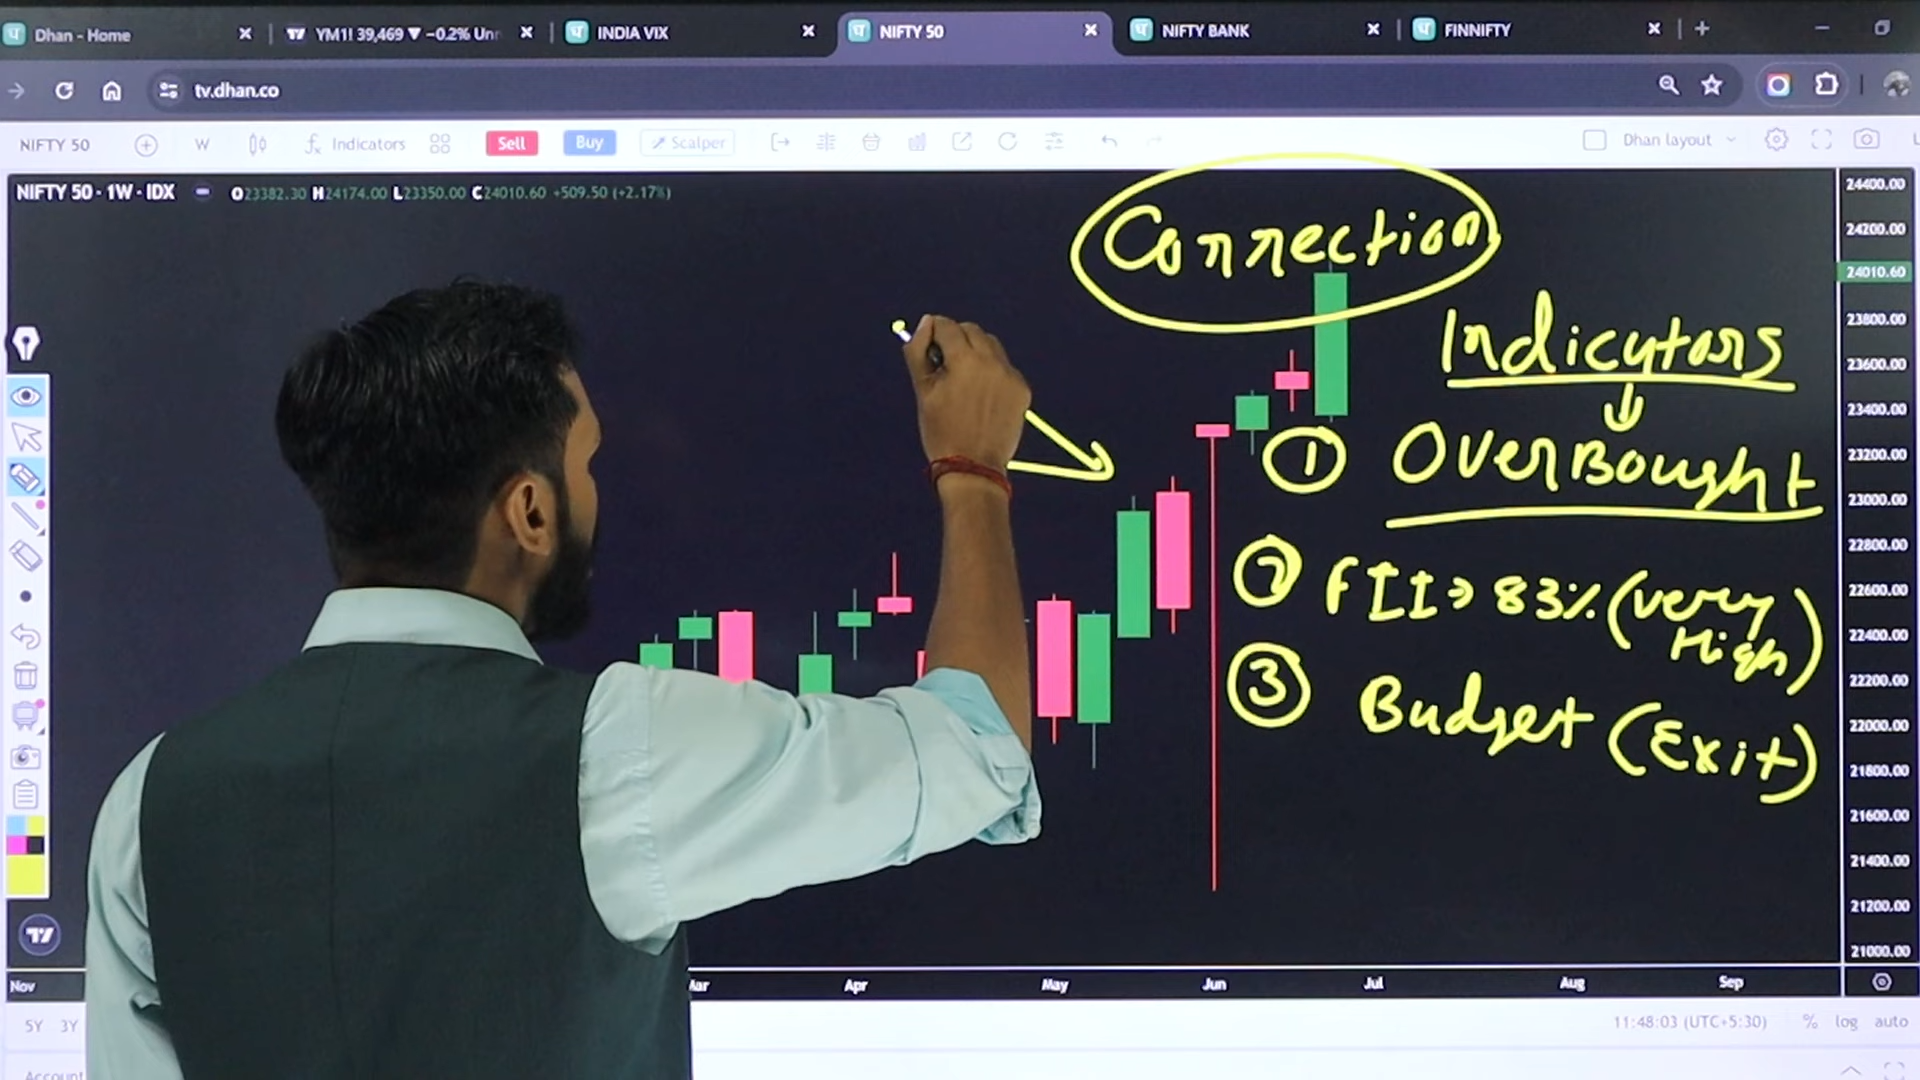 Dhan - Home
YM1! 39,469 ▼ −0.2% Unn
INDIA VIX
NIFTY 50
NIFTY BANK
FINNIFTY
tv.dhan.co
NIFTY 50
W
Indicators
Sell
Buy
Scalper
Dhan layout
NIFTY 50 · 1W · IDX
O23382.30 H24174.00 L23350.00 C24010.60 +509.50 (+2.17%)
Connection
Indicators
① OverBought
② FII → 83% (very High)
③ Budget (Exit)
24400.00
24200.00
24010.60
23800.00
23600.00
23400.00
23200.00
23000.00
22800.00
22600.00
22400.00
22200.00
22000.00
21800.00
21600.00
21400.00
21200.00
21000.00
Nov
Mar
Apr
May
Jun
Jul
Aug
Sep
5Y 3Y
11:48:03 (UTC+5:30)
% log auto
Account